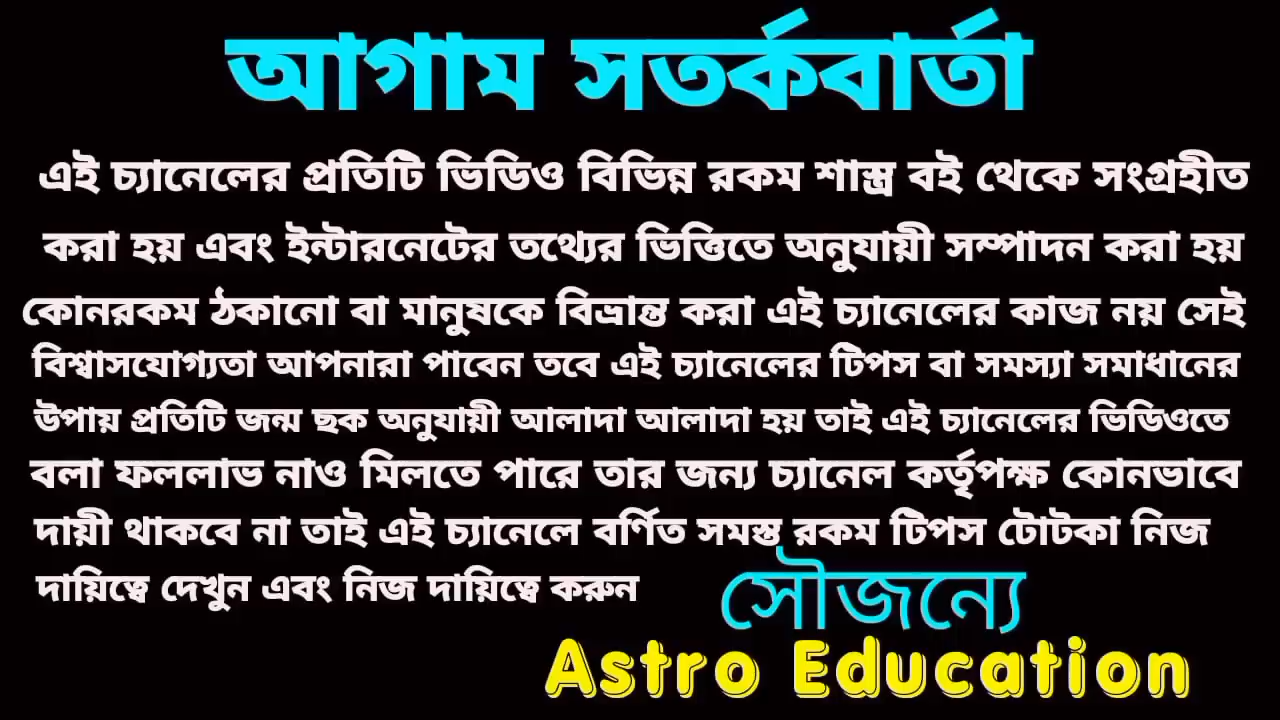 আগাম সতর্কবার্তা
এই চ্যানেলের প্রতিটি ভিডিও বিভিন্ন রকম শাস্ত্র বই থেকে সংগ্রহীত
করা হয় এবং ইন্টারনেটের তথ্যের ভিত্তিতে অনুযায়ী সম্পাদন করা হয়
কোনরকম ঠকানো বা মানুষকে বিভ্রান্ত করা এই চ্যানেলের কাজ নয় সেই
বিশ্বাসযোগ্যতা আপনারা পাবেন তবে এই চ্যানেলের টিপস বা সমস্যা সমাধানের
উপায় প্রতিটি জন্ম ছক অনুযায়ী আলাদা আলাদা হয় তাই এই চ্যানেলের ভিডিওতে
বলা ফললাভ নাও মিলতে পারে তার জন্য চ্যানেল কর্তৃপক্ষ কোনভাবে
দায়ী থাকবে না তাই এই চ্যানেলে বর্ণিত সমস্ত রকম টিপস টোটকা নিজ
দায়িত্বে দেখুন এবং নিজ দায়িত্বে করুন
সৌজন্যে
Astro Education